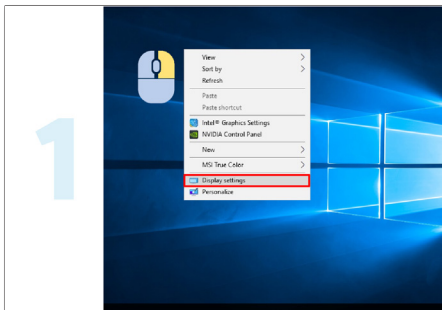 1
View
Sort by
Refresh
Paste
Paste shortcut
Intel® Graphics Settings
NVIDIA Control Panel
New
MSI True Color
Display settings
Personalize